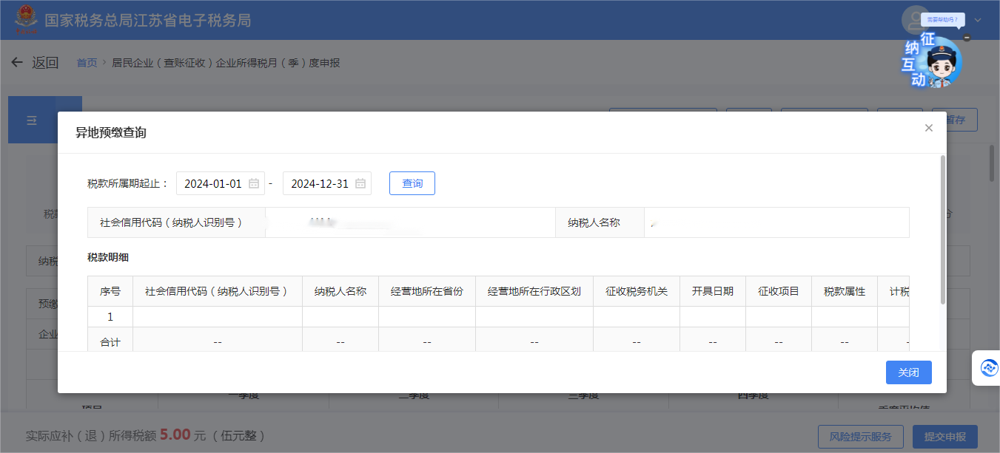 国家税务总局江苏省电子税务局
需要帮助吗？
征纳互动
返回 首页 居民企业（查账征收）企业所得税月（季）度申报
暂存
异地预缴查询
税款所属期起止： 2024-01-01 - 2024-12-31 查询
税款
社会信用代码（纳税人识别号） 纳税人名称
纳税
税款明细
序号 社会信用代码（纳税人识别号） 纳税人名称 经营地所在省份 经营地所在行政区划 征收税务机关 开具日期 征收项目 税款属性 计税
预缴
1
企业
合计 -- -- -- -- -- -- -- -- -
关闭
一季度 二季度 三季度 四季度
项目 季度平均值
实际应补（退）所得税额 5.00 元 （ 伍元整 ） 风险提示服务 提交申报